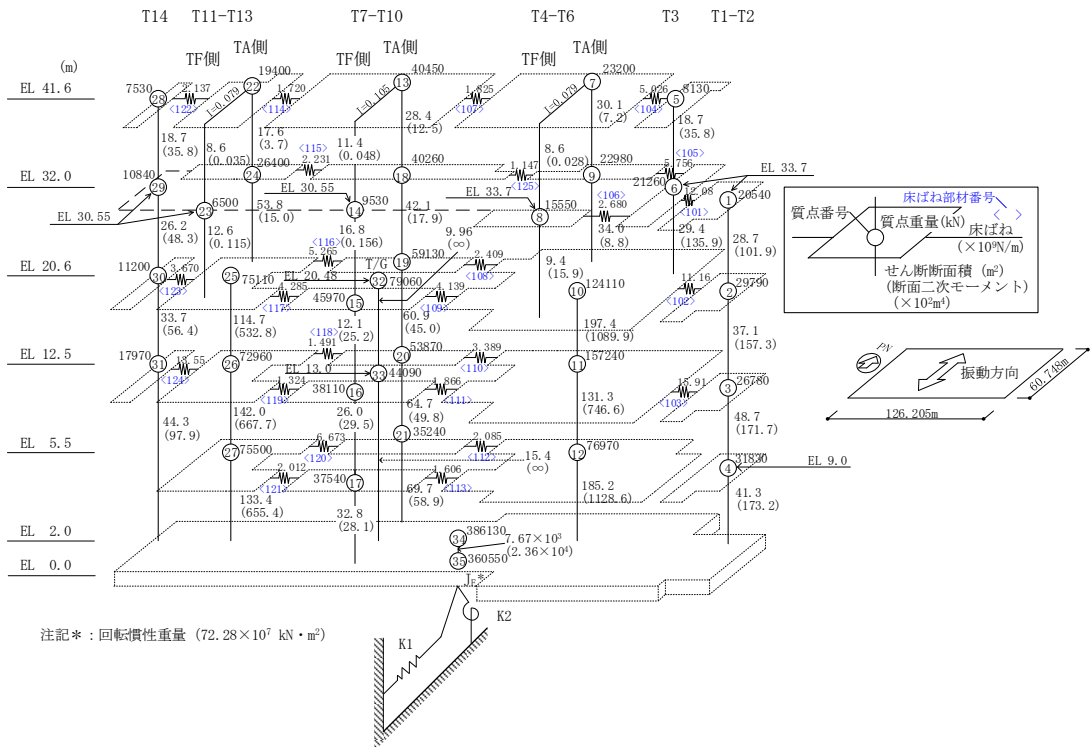 T14 T11-T13 T7-T10 T4-T6 T3 T1-T2
TF側 TA側 TF側 TA側 TF側 TA側
(m)
EL 41.6
7530 28 2.137 <122> 19400 22 I=0.079 1.720 <114> 40450 13 I=0.105 1.825 <107> 23200 7 I=0.079 5.026 <104> 8130 5
18.7
(35.8)
8.6
(0.035)
17.6
(3.7)
11.4
(0.048)
28.4
(12.5)
8.6
(0.028)
30.1
(7.2)
18.7
(35.8)
EL 32.0
10840 29 26400 24 <115> 2.231 40260 18 1.147 <125> 22980 9 <105> 5.756 21260 6 EL 33.7
EL 30.55 6500 23 EL 30.55 9530 14 EL 33.7 15550 8 <106> 2.680 12.08 <101> 20540 1
26.2
(48.3)
12.6
(0.115)
53.8
(15.0)
16.8
(0.156)
42.1
(17.9)
9.96
(∞)
9.4
(15.9)
34.0
(8.8)
29.4
(135.9)
28.7
(101.9)
EL 20.6
11200 30 3.670 <123> 75110 25 <116> 5.265 4.285 <117> EL 20.48 T/G 32 79060 59130 19 45970 15 2.409 <108> 4.139 <109> 124110 10 11.16 <102> 29790 2
33.7
(56.4)
114.7
(532.8)
12.1
(25.2)
60.9
(45.0)
197.4
(1089.9)
37.1
(157.3)
EL 12.5
17970 31 13.55 <124> 72960 26 <118> 1.491 1.324 <119> EL 13.0 33 44090 53870 20 38110 16 3.389 <110> 1.866 <111> 157240 11 15.91 <103> 26780 3
44.3
(97.9)
142.0
(667.7)
26.0
(29.5)
64.7
(49.8)
131.3
(746.6)
48.7
(171.7)
EL 5.5
75500 27 6.673 <120> 2.012 <121> 35240 21 37540 17 2.085 <112> 1.606 <113> 15.4
(∞)
76970 12 31830 4 EL 9.0
133.4
(655.4)
32.8
(28.1)
69.7
(58.9)
185.2
(1128.6)
41.3
(173.2)
EL 2.0
34 386130
7.67×10³
(2.36×10⁴)
EL 0.0
35 360550
J_E*
K1 K2
注記*：回転慣性重量 (72.28×10⁷ kN・m²)
床ばね部材番号
< >
質点番号
質点重量(kN)
床ばね
(×10⁹N/m)
せん断断面積 (m²)
(断面二次モーメント)
(×10²m⁴)
PN
振動方向
60.748m
126.205m